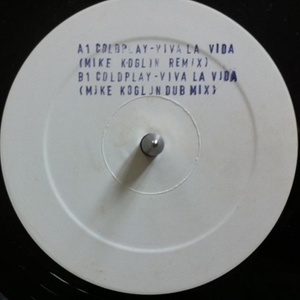 A1 COLDPLAY-VIVA LA VIDA
(MIKE KOGLIN REMIX)
B1 COLDPLAY-VIVA LA VIDA
(MIKE KOGLIN DUB MIX)